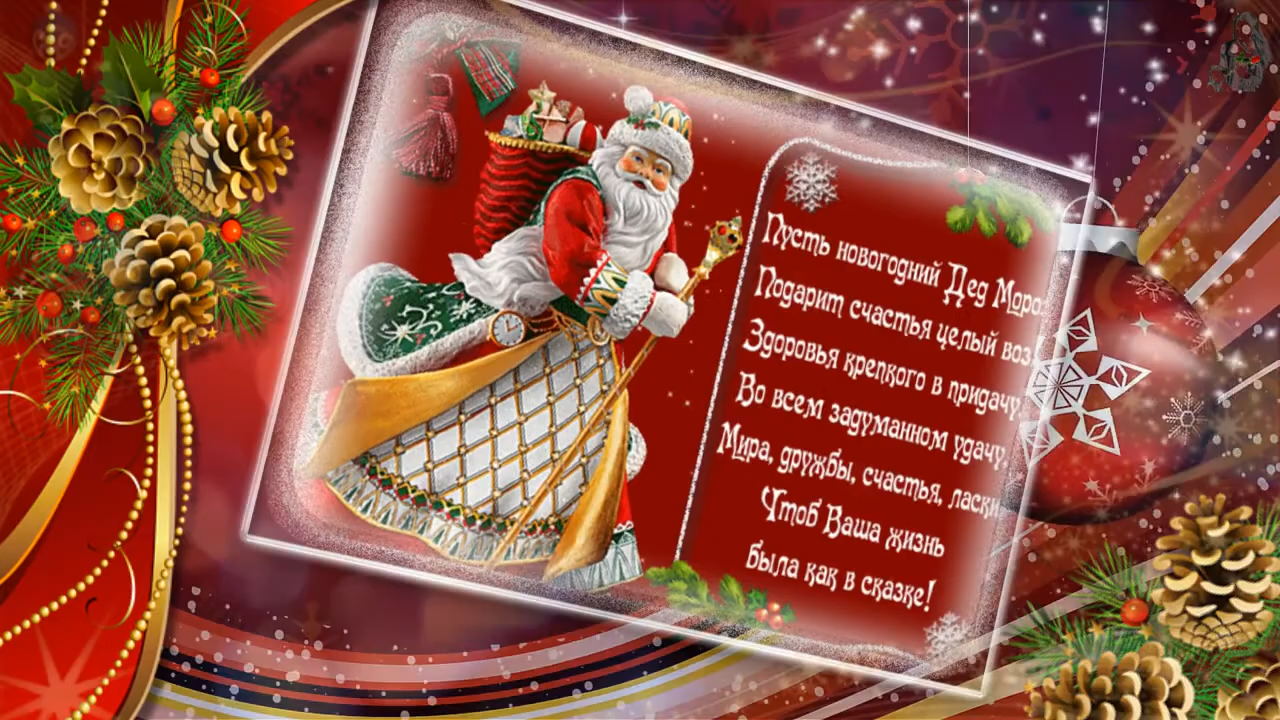 Пусть новогодний Дед Мороз
Подарит счастья целый воз,
Здоровья крепкого в придачу,
Во всем задуманном удачу,
Мира, дружбы, счастья, ласки
Чтоб Ваша жизнь
была как в сказке!